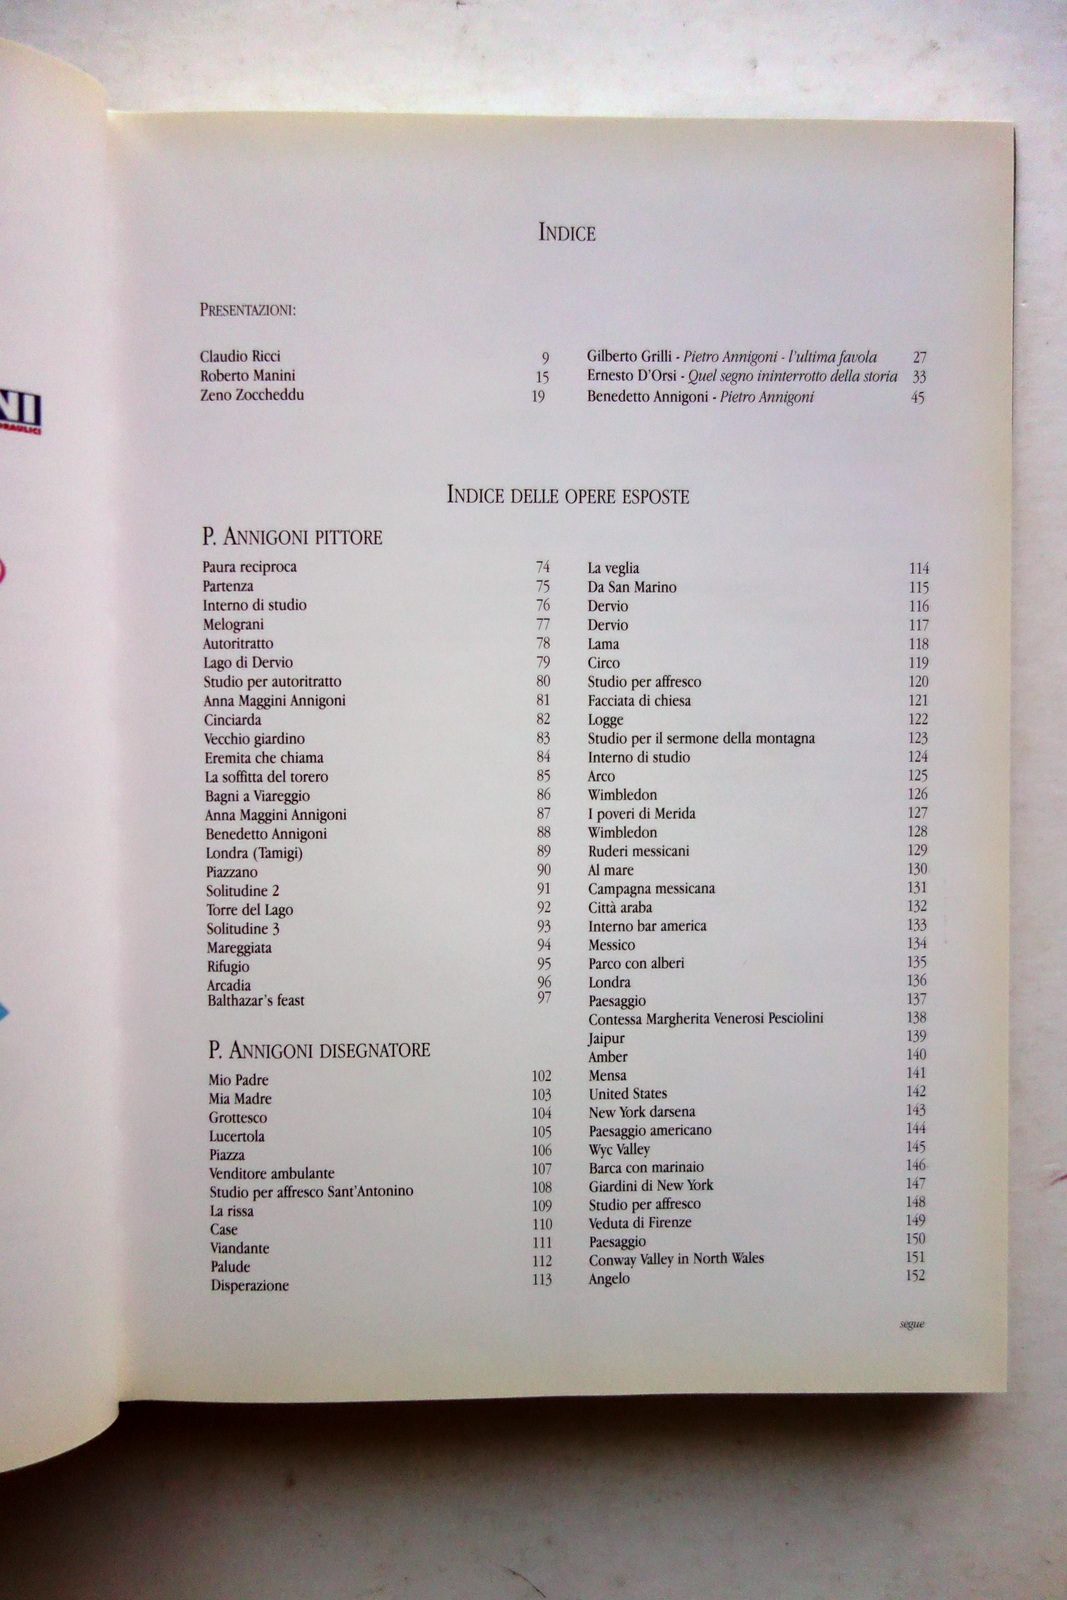 NI
INDICE
PRESENTAZIONI:
Claudio Ricci 9
Roberto Manini 15
Zeno Zoccheddu 19
Gilberto Grilli - Pietro Annigoni - l'ultima favola 27
Ernesto D'Orsi - Quel segno ininterrotto della storia 33
Benedetto Annigoni - Pietro Annigoni 45
INDICE DELLE OPERE ESPOSTE
P. ANNIGONI PITTORE
Paura reciproca 74
Partenza 75
Interno di studio 76
Melograni 77
Autoritratto 78
Lago di Dervio 79
Studio per autoritratto 80
Anna Maggini Annigoni 81
Cinciarda 82
Vecchio giardino 83
Eremita che chiama 84
La soffitta del torero 85
Bagni a Viareggio 86
Anna Maggini Annigoni 87
Benedetto Annigoni 88
Londra (Tamigi) 89
Piazzano 90
Solitudine 2 91
Torre del Lago 92
Solitudine 3 93
Mareggiata 94
Rifugio 95
Arcadia 96
Balthazar's feast 97
P. ANNIGONI DISEGNATORE
Mio Padre 102
Mia Madre 103
Grottesco 104
Lucertola 105
Piazza 106
Venditore ambulante 107
Studio per affresco Sant'Antonino 108
La rissa 109
Case 110
Viandante 111
Palude 112
Disperazione 113
La veglia 114
Da San Marino 115
Dervio 116
Dervio 117
Lama 118
Circo 119
Studio per affresco 120
Facciata di chiesa 121
Logge 122
Studio per il sermone della montagna 123
Interno di studio 124
Arco 125
Wimbledon 126
I poveri di Merida 127
Wimbledon 128
Ruderi messicani 129
Al mare 130
Campagna messicana 131
Città araba 132
Interno bar america 133
Messico 134
Parco con alberi 135
Londra 136
Paesaggio 137
Contessa Margherita Venerosi Pesciolini 138
Jaipur 139
Amber 140
Mensa 141
United States 142
New York darsena 143
Paesaggio americano 144
Wyc Valley 145
Barca con marinaio 146
Giardini di New York 147
Studio per affresco 148
Veduta di Firenze 149
Paesaggio 150
Conway Valley in North Wales 151
Angelo 152
segue